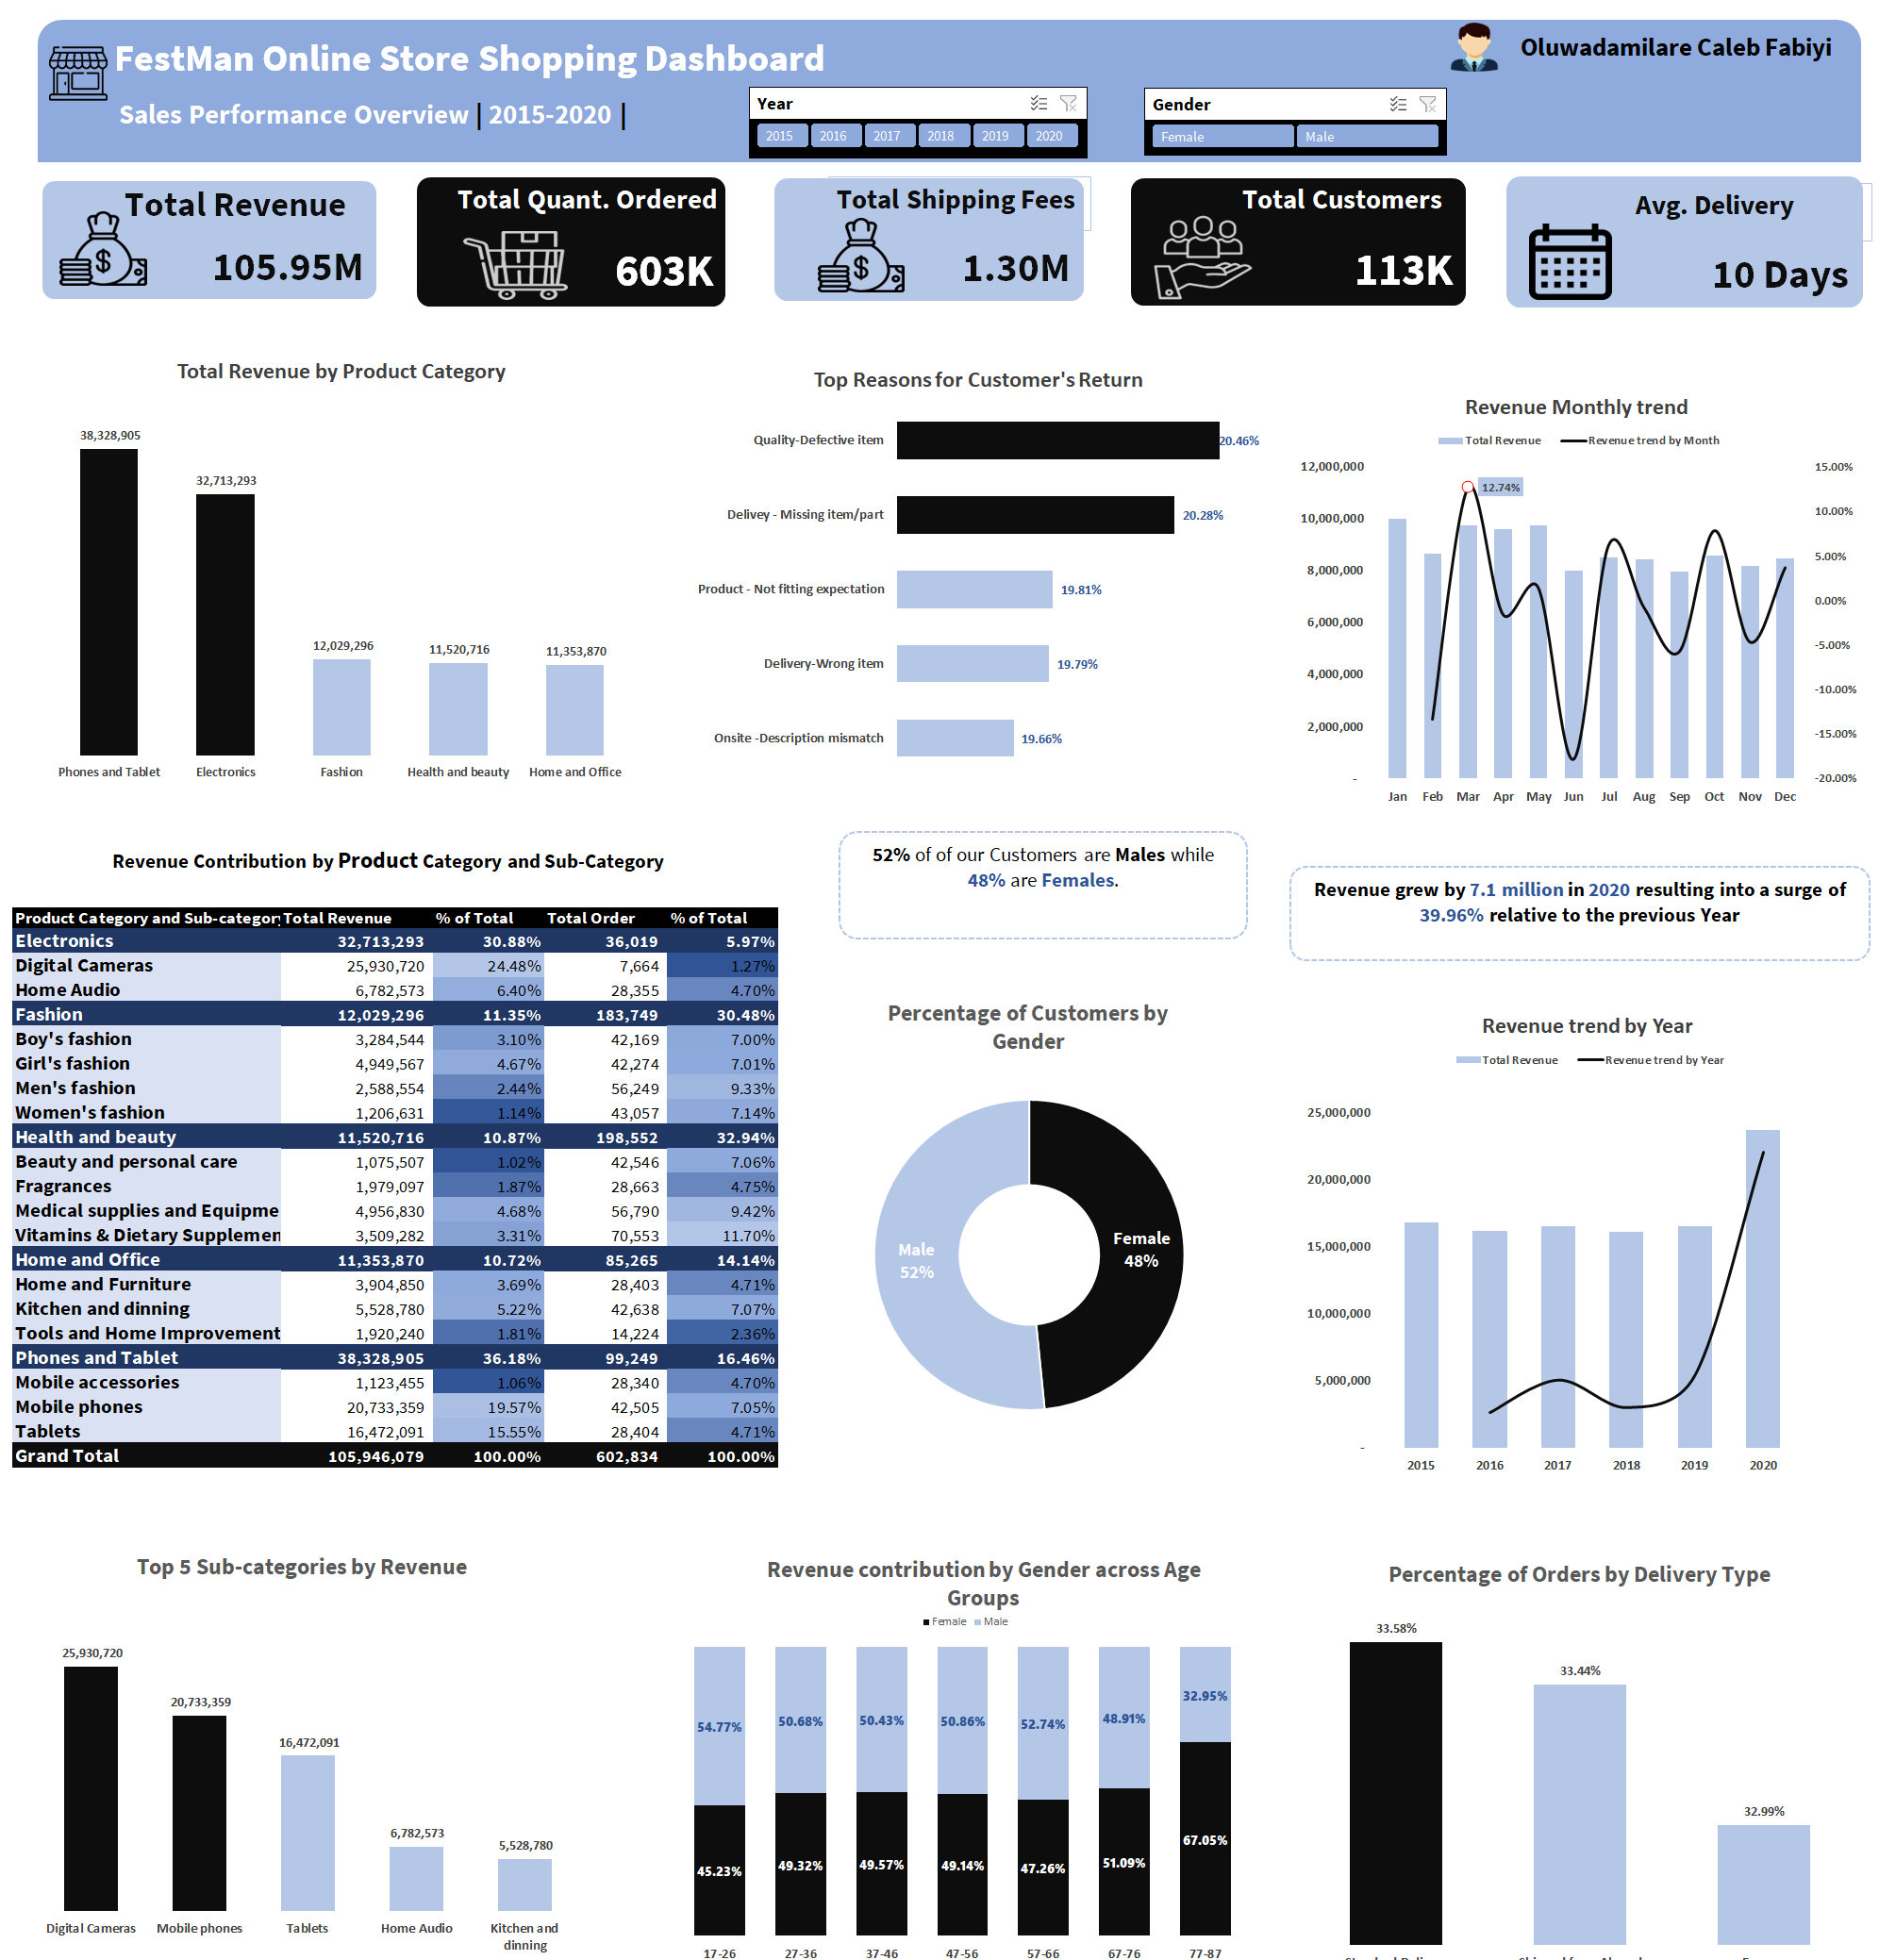 FestMan Online Store Shopping Dashboard
Oluwadamilare Caleb Fabiyi
Sales Performance Overview | 2015-2020 |
Year
2015 2016 2017 2018 2019 2020
Gender
Female Male
Total Revenue
105.95M
Total Quant. Ordered
603K
Total Shipping Fees
1.30M
Total Customers
113K
Avg. Delivery
10 Days
Total Revenue by Product Category
38,328,905
32,713,293
12,029,296
11,520,716
11,353,870
Phones and Tablet
Electronics
Fashion
Health and beauty
Home and Office
Top Reasons for Customer's Return
Quality-Defective item 20.46%
Delivey - Missing item/part 20.28%
Product - Not fitting expectation 19.81%
Delivery-Wrong item 19.79%
Onsite -Description mismatch 19.66%
Revenue Monthly trend
Total Revenue Revenue trend by Month
12,000,000
10,000,000
8,000,000
6,000,000
4,000,000
2,000,000
-
12.74%
15.00%
10.00%
5.00%
0.00%
-5.00%
-10.00%
-15.00%
-20.00%
Jan Feb Mar Apr May Jun Jul Aug Sep Oct Nov Dec
Revenue Contribution by Product Category and Sub-Category
Product Category and Sub-category Total Revenue % of Total Total Order % of Total
Electronics 32,713,293 30.88% 36,019 5.97%
Digital Cameras 25,930,720 24.48% 7,664 1.27%
Home Audio 6,782,573 6.40% 28,355 4.70%
Fashion 12,029,296 11.35% 183,749 30.48%
Boy's fashion 3,284,544 3.10% 42,169 7.00%
Girl's fashion 4,949,567 4.67% 42,274 7.01%
Men's fashion 2,588,554 2.44% 56,249 9.33%
Women's fashion 1,206,631 1.14% 43,057 7.14%
Health and beauty 11,520,716 10.87% 198,552 32.94%
Beauty and personal care 1,075,507 1.02% 42,546 7.06%
Fragrances 1,979,097 1.87% 28,663 4.75%
Medical supplies and Equipme 4,956,830 4.68% 56,790 9.42%
Vitamins & Dietary Supplemen 3,509,282 3.31% 70,553 11.70%
Home and Office 11,353,870 10.72% 85,265 14.14%
Home and Furniture 3,904,850 3.69% 28,403 4.71%
Kitchen and dinning 5,528,780 5.22% 42,638 7.07%
Tools and Home Improvement 1,920,240 1.81% 14,224 2.36%
Phones and Tablet 38,328,905 36.18% 99,249 16.46%
Mobile accessories 1,123,455 1.06% 28,340 4.70%
Mobile phones 20,733,359 19.57% 42,505 7.05%
Tablets 16,472,091 15.55% 28,404 4.71%
Grand Total 105,946,079 100.00% 602,834 100.00%
52% of of our Customers are Males while
48% are Females.
Revenue grew by 7.1 million in 2020 resulting into a surge of
39.96% relative to the previous Year
Percentage of Customers by
Gender
Male
52%
Female
48%
Revenue trend by Year
Total Revenue Revenue trend by Year
25,000,000
20,000,000
15,000,000
10,000,000
5,000,000
-
2015 2016 2017 2018 2019 2020
Top 5 Sub-categories by Revenue
25,930,720
20,733,359
16,472,091
6,782,573
5,528,780
Digital Cameras
Mobile phones
Tablets
Home Audio
Kitchen and
dinning
Revenue contribution by Gender across Age
Groups
Female Male
54.77% 50.68% 50.43% 50.86% 52.74% 48.91% 32.95%
45.23% 49.32% 49.57% 49.14% 47.26% 51.09% 67.05%
17-26 27-36 37-46 47-56 57-66 67-76 77-87
Percentage of Orders by Delivery Type
33.58%
33.44%
32.99%